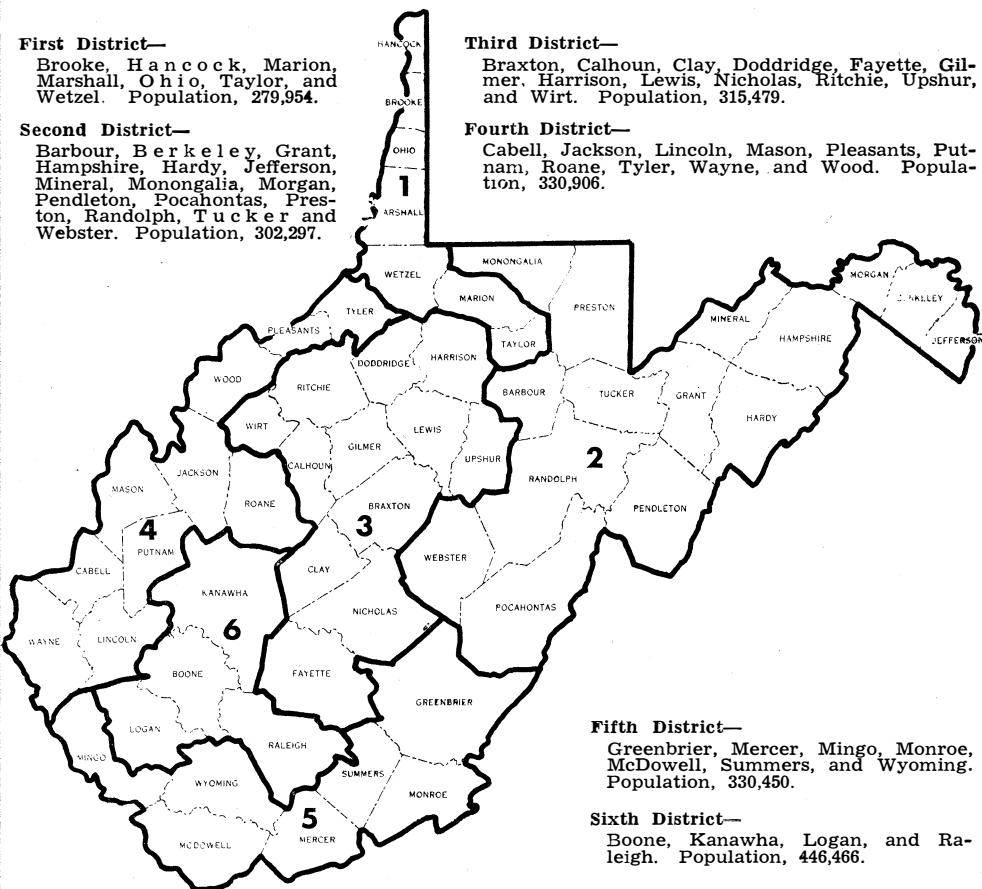 First District—
Brooke, Hancock, Marion,
Marshall, Ohio, Taylor, and
Wetzel. Population, 279,954.
Second District—
Barbour, Berkeley, Grant,
Hampshire, Hardy, Jefferson,
Mineral, Monongalia, Morgan,
Pendleton, Pocahontas, Pres-
ton, Randolph, Tucker and
Webster. Population, 302,297.
Third District—
Braxton, Calhoun, Clay, Doddridge, Fayette, Gil-
mer, Harrison, Lewis, Nicholas, Ritchie, Upshur,
and Wirt. Population, 315,479.
Fourth District—
Cabell, Jackson, Lincoln, Mason, Pleasants, Put-
nam, Roane, Tyler, Wayne, and Wood. Popula-
tion, 330,906.
HANCOCK
BROOKE
OHIO
1
ARSHALL
WETZEL
MONONGALIA
MARION
TYLER
PRESTON
PLEASANTS
TAYLOR
MORGAN
JEFFERSON
MINERAL
HAMPSHIRE
DODDRIDGE
HARRISON
WOOD
RITCHIE
BARBOUR
TUCKER
GRANT
HARDY
WIRT
LEWIS
GILMER
CALHOUN
UPSHUR
2
JACKSON
RANDOLPH
MASON
ROANE
BRAXTON
PENDLETON
4
3
PUTNAM
WEBSTER
CABELL
CLAY
KANAWHA
NICHOLAS
POCAHONTAS
6
WAYNE
LINCOLN
BOONE
FAYETTE
GREENBRIER
LOGAN
RALEIGH
MINGO
SUMMERS
WYOMING
MONROE
5
MERCER
MCDOWELL
Fifth District—
Greenbrier, Mercer, Mingo, Monroe,
McDowell, Summers, and Wyoming.
Population, 330,450.
Sixth District—
Boone, Kanawha, Logan, and Ra-
leigh. Population, 446,466.